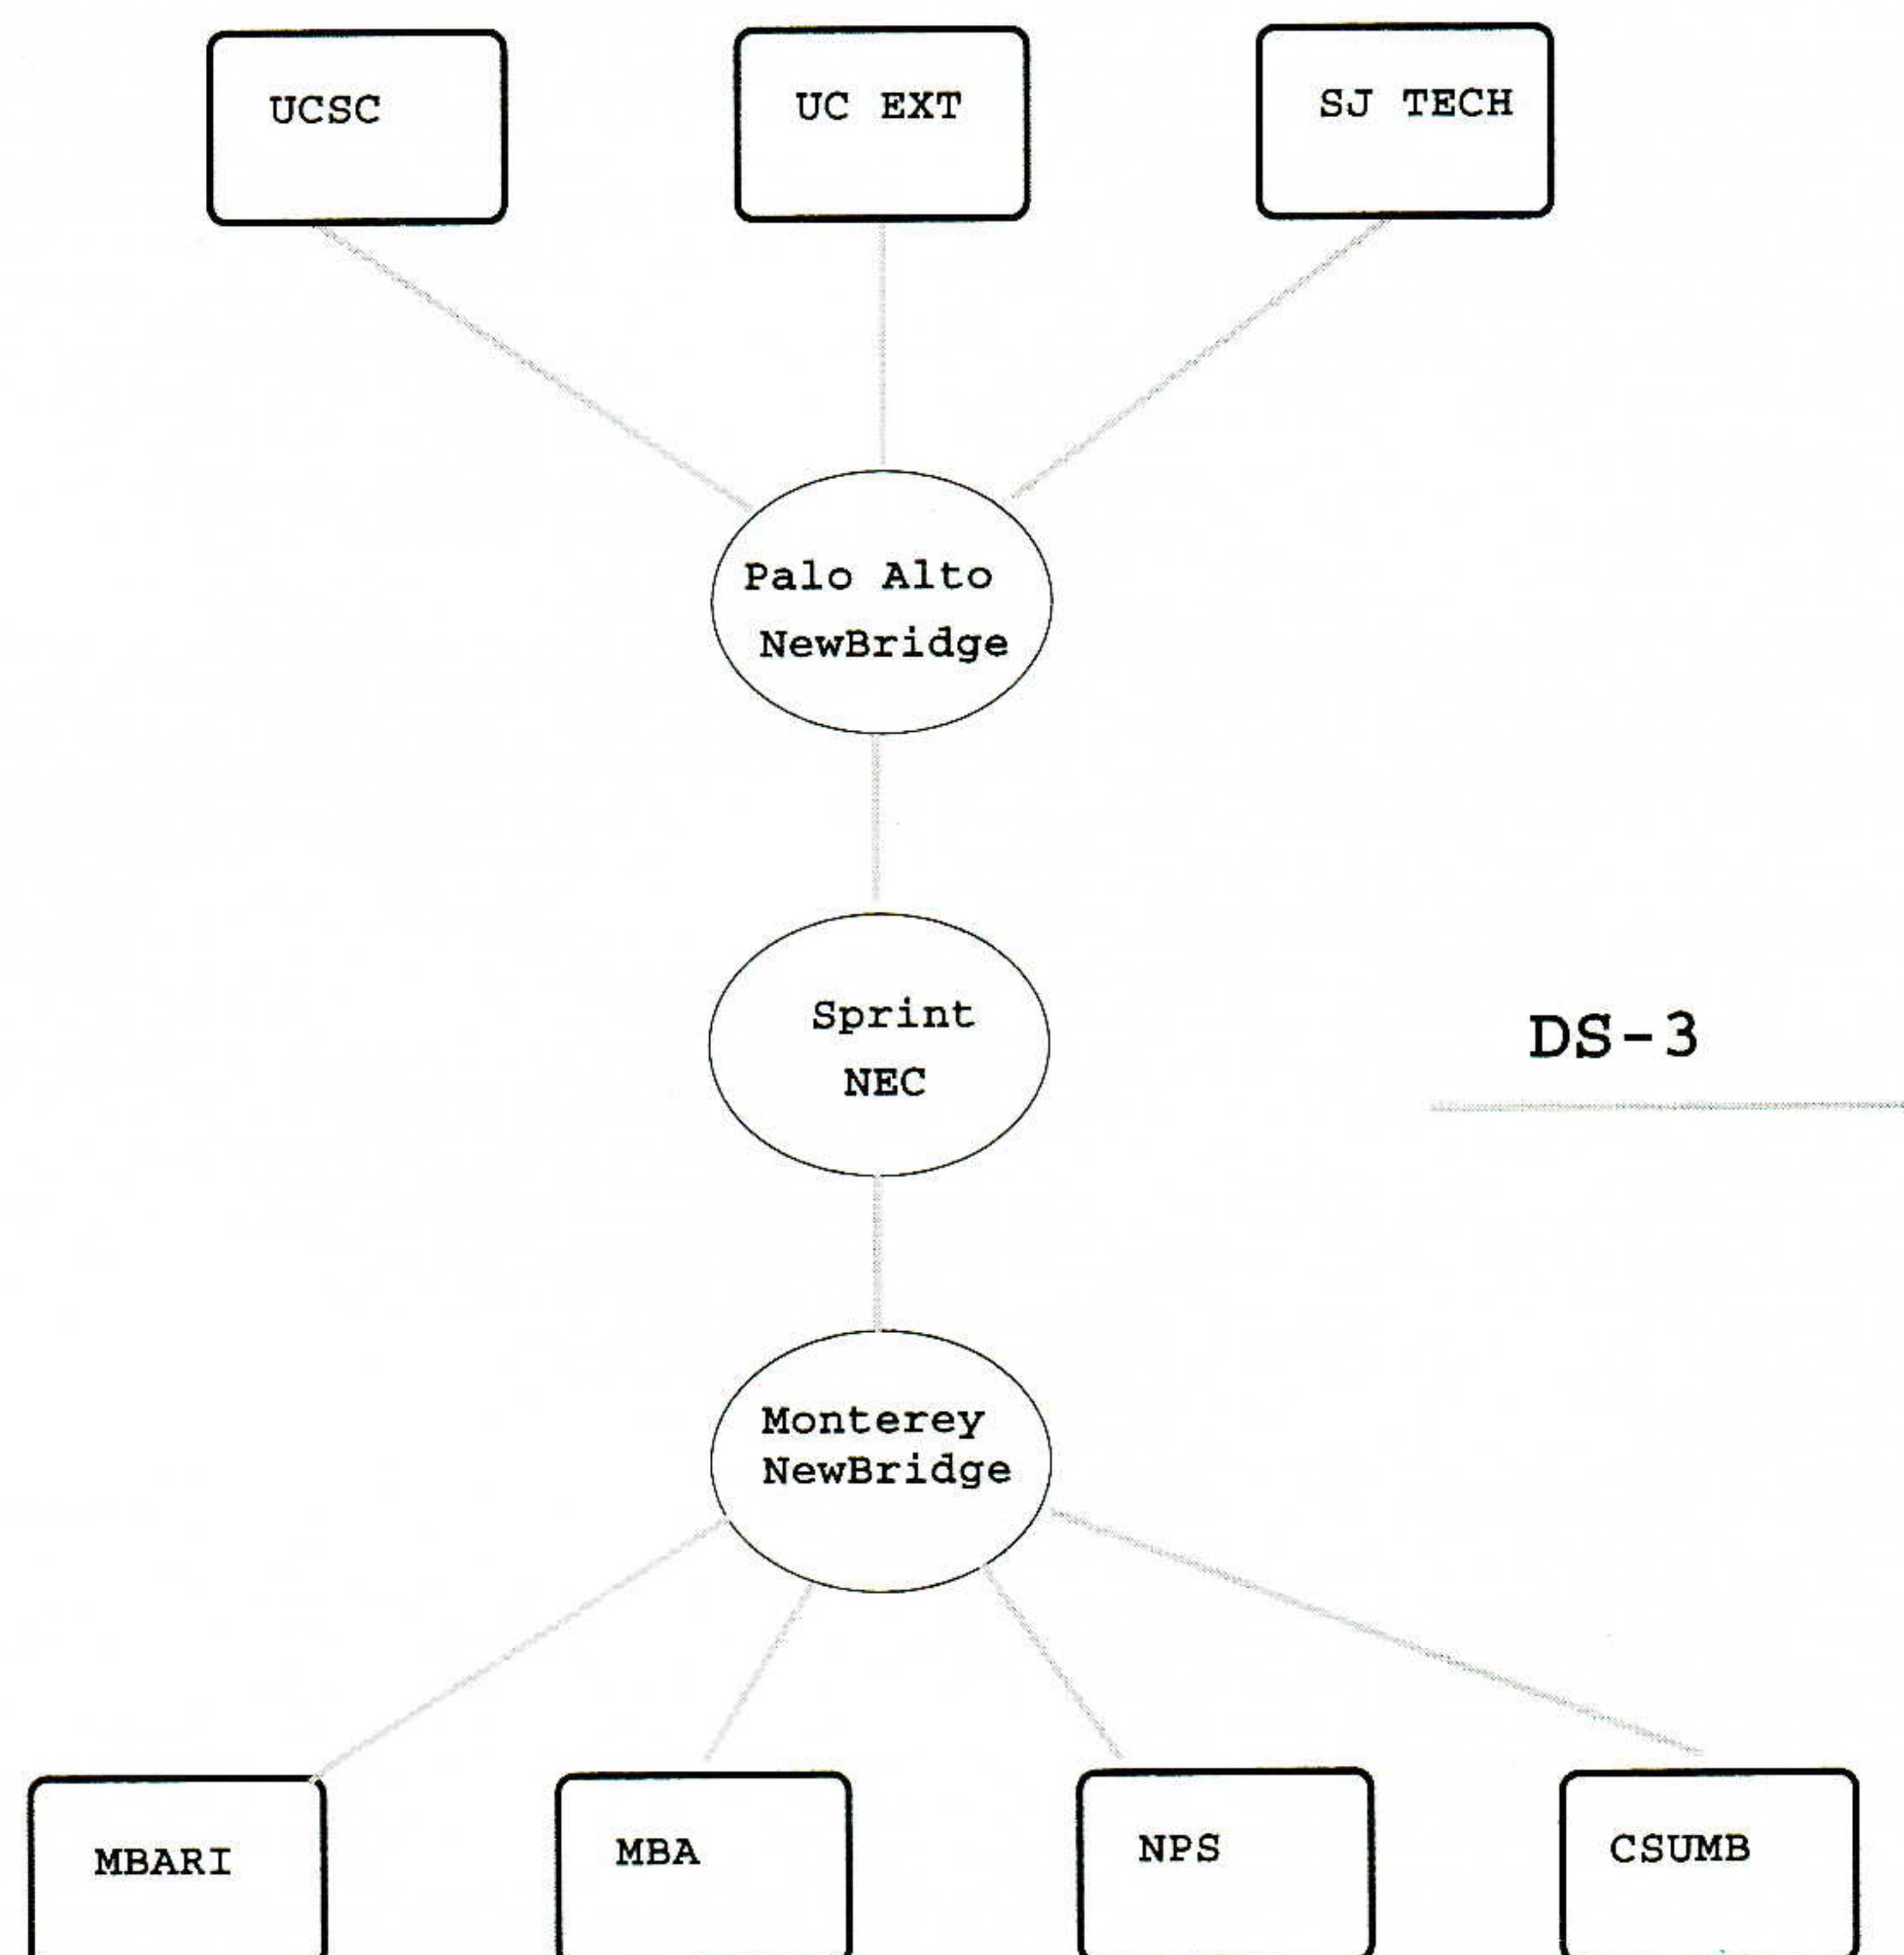 UCSC
UC EXT
SJ TECH
Palo Alto
NewBridge
Sprint
NEC
DS-3
Monterey
NewBridge
MBARI
MBA
NPS
CSUMB